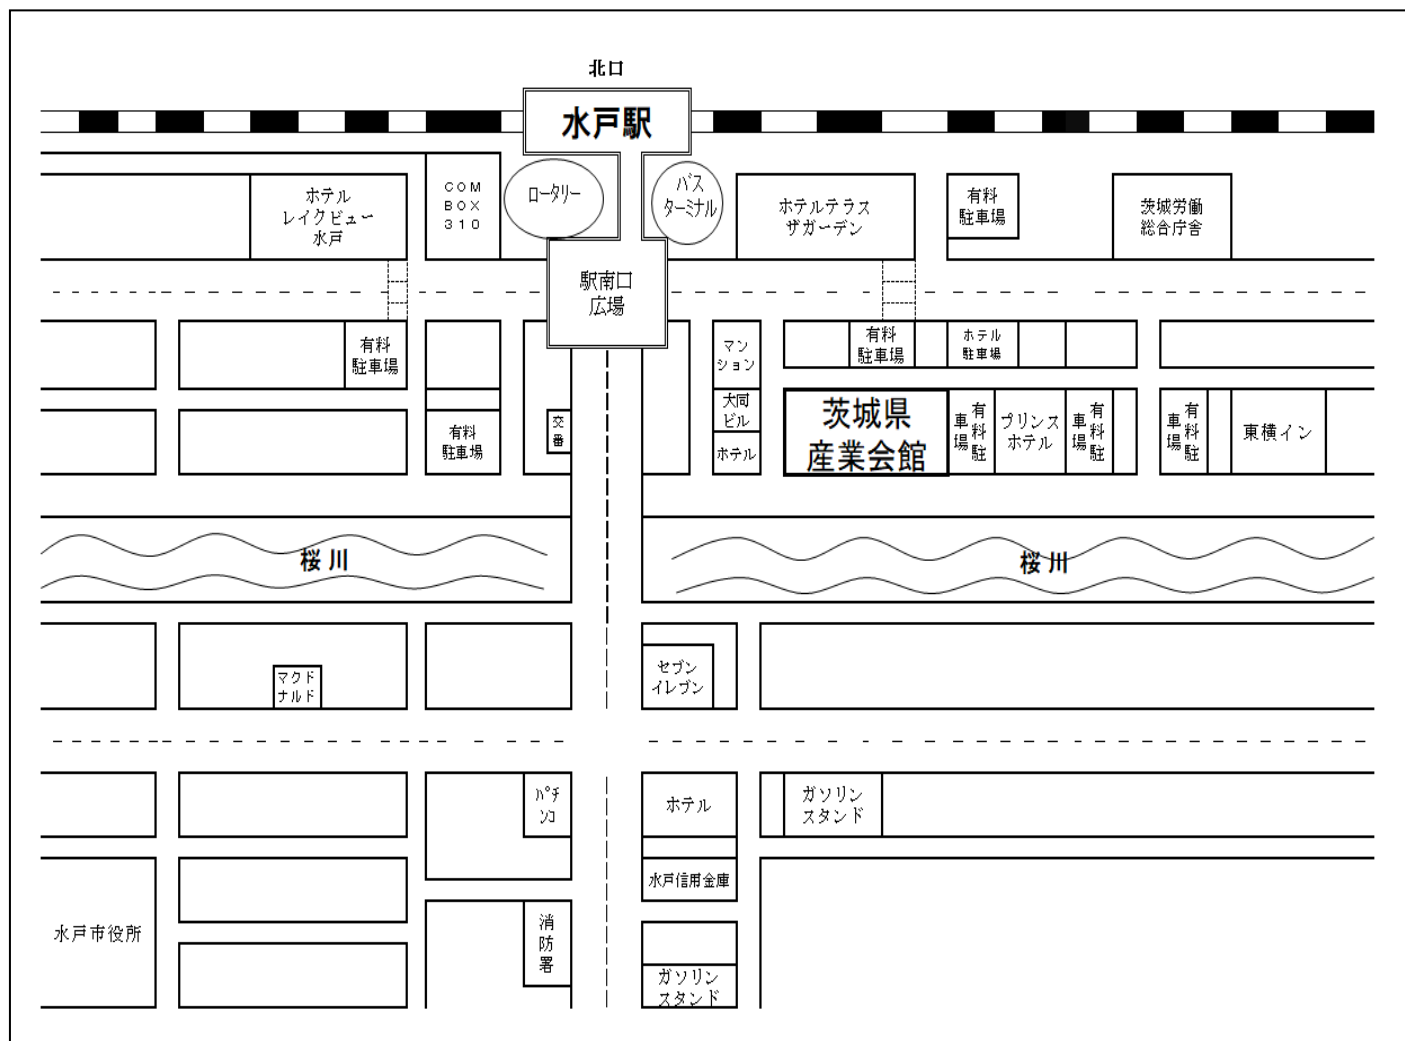 北口
水戸駅
ロータリー
バス
ターミナル
ホテル
レイクビュー
水戸
COM
BOX
310
ホテルテラス
ザガーデン
有料
駐車場
茨城労働
総合庁舎
駅南口
広場
有料
駐車場
マン
ション
有料
駐車場
ホテル
駐車場
大同
ビル
ホテル
交番
有料
駐車場
茨城県
産業会館
有料駐
車場
プリンス
ホテル
有料駐
車場
有料駐
車場
東横イン
桜川
桜川
マクド
ナルド
セブン
イレブン
パチ
ンコ
ホテル
ガソリン
スタンド
水戸信用金庫
水戸市役所
消防署
ガソリン
スタンド